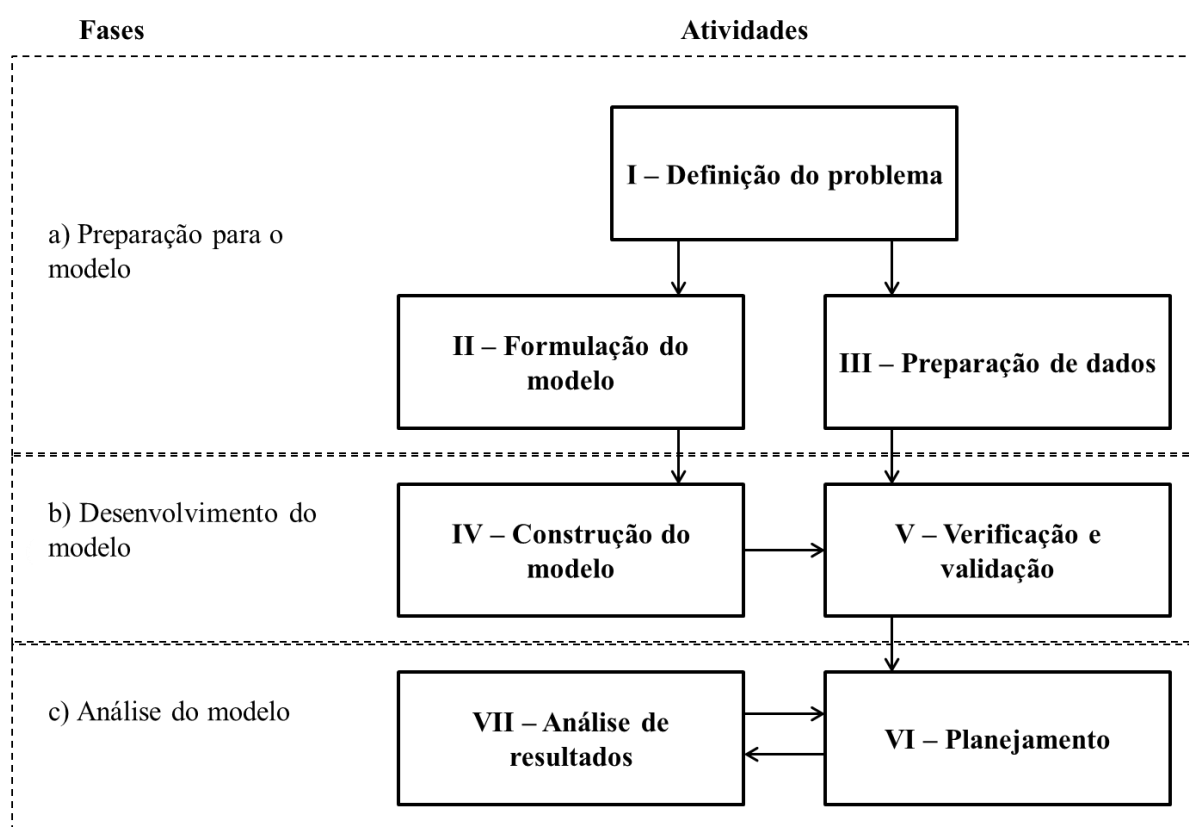 Fases
Atividades
I – Definição do problema
a) Preparação para o
modelo
II – Formulação do
modelo
III – Preparação de dados
b) Desenvolvimento do
modelo
IV – Construção do
modelo
V – Verificação e
validação
c) Análise do modelo
VII – Análise de
resultados
VI – Planejamento